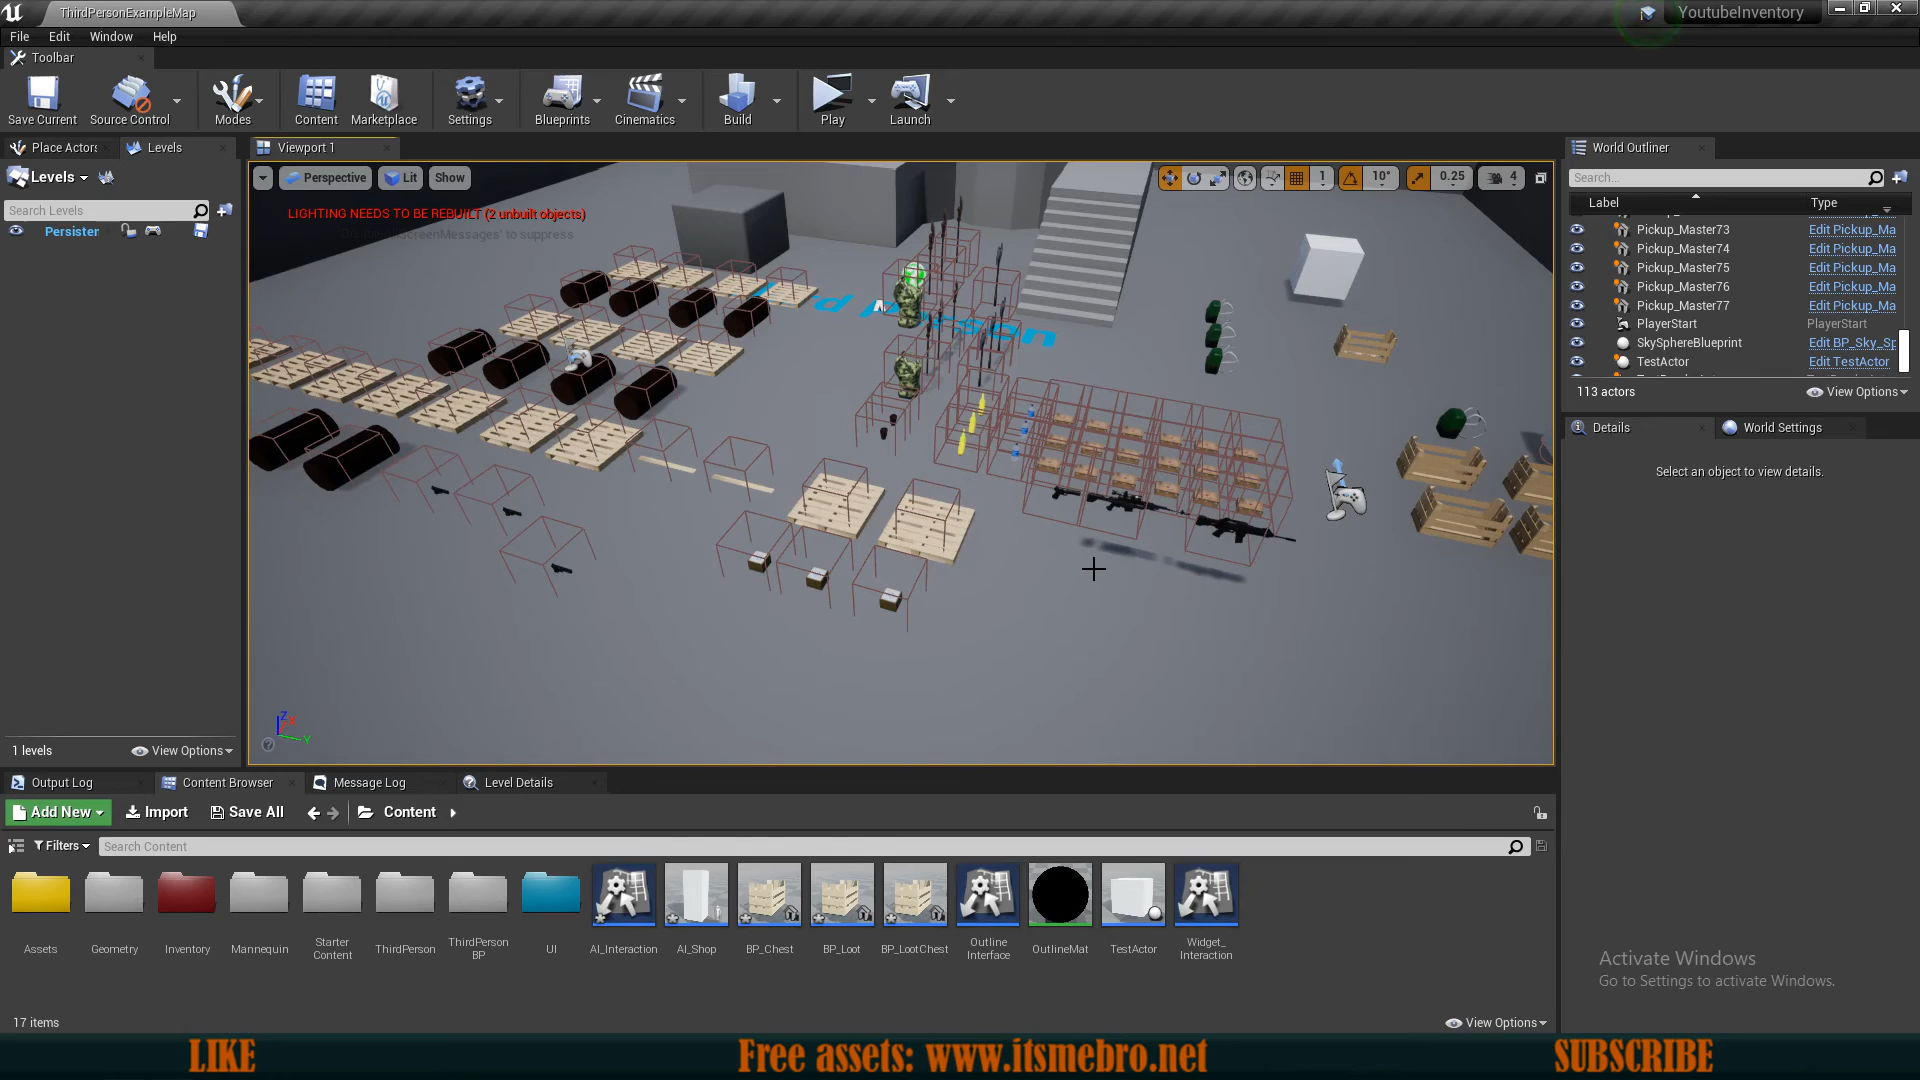 ThirdPersonExampleMap
YoutubeInventory
File Edit Window Help
Toolbar
Save Current
Source Control
Modes
Content
Marketplace
Settings
Blueprints
Cinematics
Build
Play
Launch
Place Actors
Levels
Levels
Search Levels
Persisten
1 levels
View Options
Viewport 1
Perspective
Lit
Show
1
10°
0.25
4
LIGHTING NEEDS TO BE REBUILT (2 unbuilt objects)
'DisableAllScreenMessages' to suppress
person
Z
Y
World Outliner
Search...
Label
Type
Pickup_Master73 Edit Pickup_Ma
Pickup_Master74 Edit Pickup_Ma
Pickup_Master75 Edit Pickup_Ma
Pickup_Master76 Edit Pickup_Ma
Pickup_Master77 Edit Pickup_Ma
PlayerStart PlayerStart
SkySphereBlueprint Edit BP_Sky_Sp
TestActor Edit TestActor
113 actors
View Options
Details
World Settings
Select an object to view details.
Output Log
Content Browser
Message Log
Level Details
Add New
Import
Save All
Content
Filters
Search Content
Assets
Geometry
Inventory
Mannequin
Starter
Content
ThirdPerson
ThirdPerson
BP
UI
AI_Interaction
AI_Shop
BP_Chest
BP_Loot
BP_LootChest
Outline
Interface
OutlineMat
TestActor
Widget_
Interaction
17 items
View Options
Activate Windows
Go to Settings to activate Windows.
LIKE
Free assets: www.itsmebro.net
SUBSCRIBE